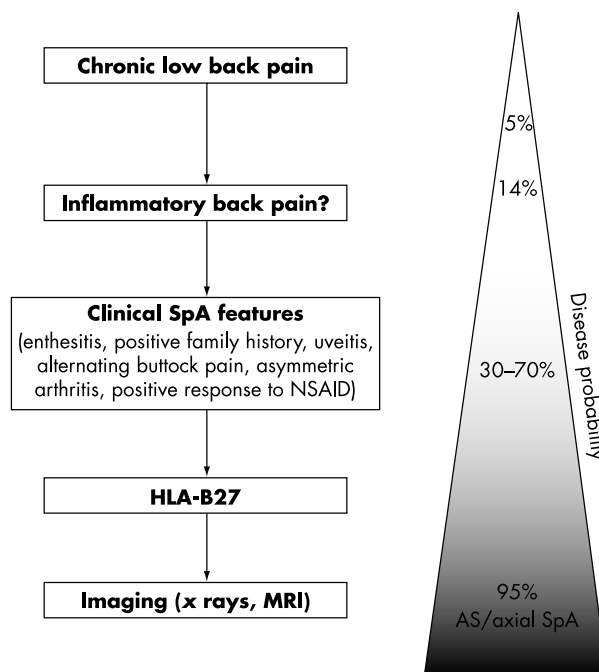 Chronic low back pain
Inflammatory back pain?
Clinical SpA features
(enthesitis, positive family history, uveitis,
alternating buttock pain, asymmetric
arthritis, positive response to NSAID)
HLA-B27
Imaging (x rays, MRI)
5%
14%
30–70%
95%
AS/axial SpA
Disease probability